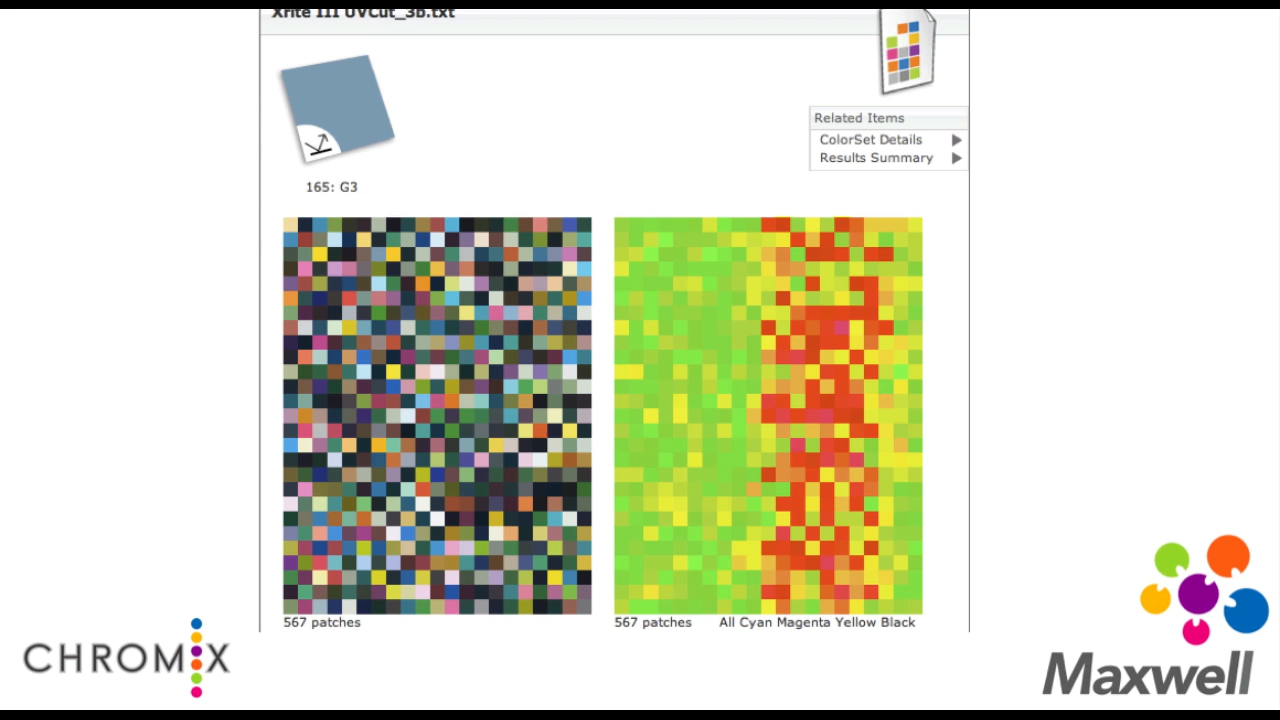 Xrite III UVCut_3b.txt
Related Items
ColorSet Details
Results Summary
165: G3
567 patches
567 patches All Cyan Magenta Yellow Black
CHROMIX
Maxwell